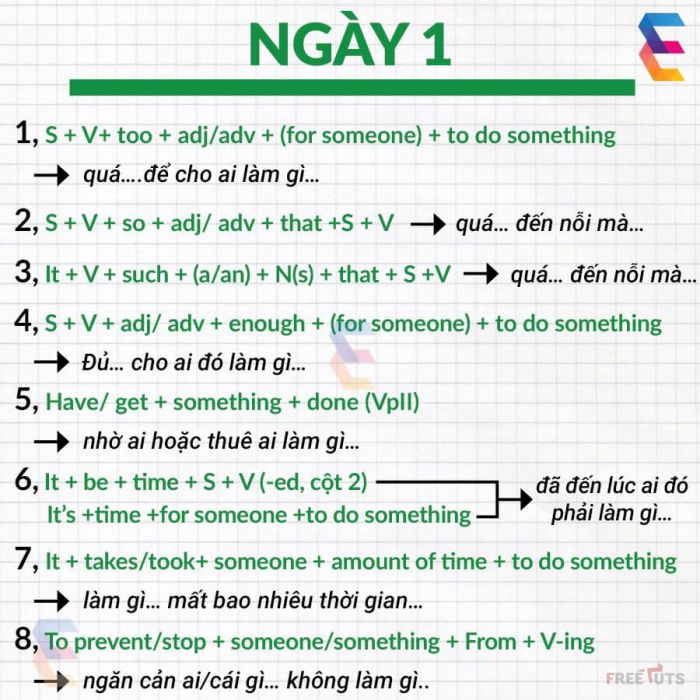 NGÀY 1
1, S + V+ too + adj/adv + (for someone) + to do something
quá....để cho ai làm gì...
2, S + V + so + adj/ adv + that +S + V → quá... đến nỗi mà...
3, It + V + such + (a/an) + N(s) + that + S +V → quá... đến nỗi mà...
4, S + V + adj/ adv + enough + (for someone) + to do something
→ Đủ... cho ai đó làm gì...
5, Have/ get + something + done (VpII)
→ nhờ ai hoặc thuê ai làm gì...
6, It + be + time + S + V (-ed, cột 2)
It's +time +for someone +to do something
đã đến lúc ai đó
phải làm gì...
7, It + takes/took+ someone + amount of time + to do something
→ làm gì... mất bao nhiêu thời gian...
8, To prevent/stop + someone/something + From + V-ing
→ ngăn cản ai/cái gì... không làm gì..
FREETUTS